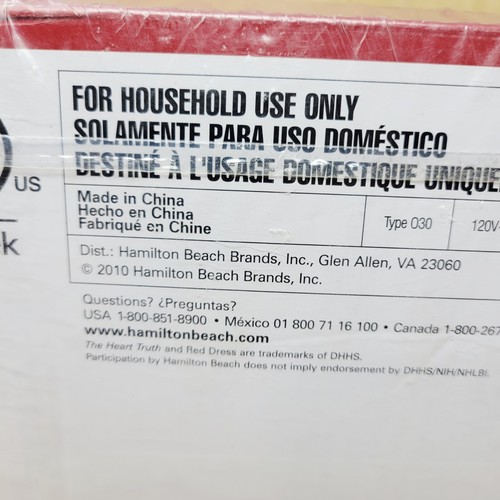 FOR HOUSEHOLD USE ONLY
SOLAMENTE PARA USO DOMÉSTICO
DESTINÉ À L'USAGE DOMESTIQUE UNIQUE
US
k
Made in China
Hecho en China
Fabriqué en Chine
Type 030
120V
Dist.: Hamilton Beach Brands, Inc., Glen Allen, VA 23060
© 2010 Hamilton Beach Brands, Inc.
Questions? ¿Preguntas?
USA 1-800-851-8900 • México 01 800 71 16 100 • Canada 1-800-267
www.hamiltonbeach.com
The Heart Truth and Red Dress are trademarks of DHHS.
Participation by Hamilton Beach does not imply endorsement by DHHS/NIH/NHLBI.